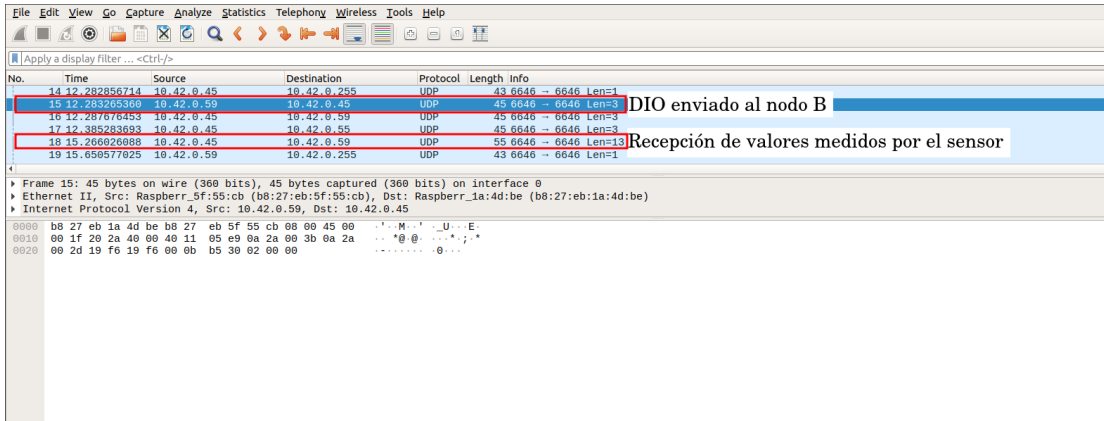 File Edit View Go Capture Analyze Statistics Telephony Wireless Tools Help
Apply a display filter ... <Ctrl-/>
No. Time Source Destination Protocol Length Info
14 12.282856714 10.42.0.45 10.42.0.255 UDP 43 6646 → 6646 Len=1
15 12.283265360 10.42.0.59 10.42.0.45 UDP 45 6646 → 6646 Len=3 DIO enviado al nodo B
16 12.287676453 10.42.0.45 10.42.0.59 UDP 45 6646 → 6646 Len=3
17 12.385283693 10.42.0.55 10.42.0.45 UDP 45 6646 → 6646 Len=3
18 15.266026088 10.42.0.45 10.42.0.59 UDP 55 6646 → 6646 Len=13 Recepción de valores medidos por el sensor
19 15.650577025 10.42.0.59 10.42.0.255 UDP 43 6646 → 6646 Len=1
Frame 15: 45 bytes on wire (360 bits), 45 bytes captured (360 bits) on interface 0
Ethernet II, Src: Raspberr_5f:55:cb (b8:27:eb:5f:55:cb), Dst: Raspberr_1a:4d:be (b8:27:eb:1a:4d:be)
Internet Protocol Version 4, Src: 10.42.0.59, Dst: 10.42.0.45
0000 b8 27 eb 1a 4d be b8 27 eb 5f 55 cb 08 00 45 00 ·'··M··' ·_U···E·
0010 00 1f 20 2a 40 00 40 11 05 e9 0a 2a 00 3b 0a 2a ·· *@·@· ···*·;·*
0020 00 2d 19 f6 19 f6 00 0b b5 30 02 00 00 ·-······ ·0···